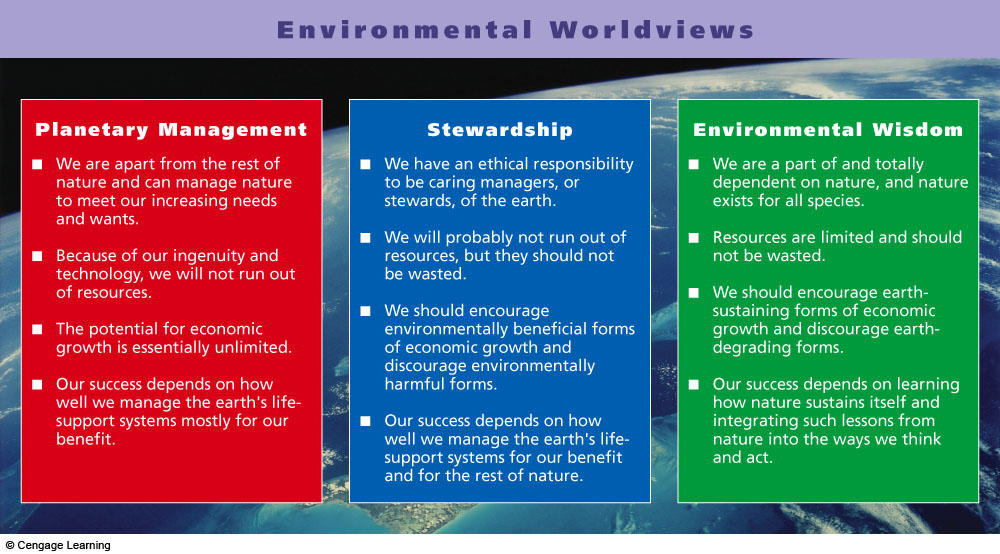 Environmental Worldviews
Planetary Management
■ We are apart from the rest of
nature and can manage nature
to meet our increasing needs
and wants.
■ Because of our ingenuity and
technology, we will not run out
of resources.
■ The potential for economic
growth is essentially unlimited.
■ Our success depends on how
well we manage the earth's life-
support systems mostly for our
benefit.
Stewardship
■ We have an ethical responsibility
to be caring managers, or
stewards, of the earth.
■ We will probably not run out of
resources, but they should not
be wasted.
■ We should encourage
environmentally beneficial forms
of economic growth and
discourage environmentally
harmful forms.
■ Our success depends on how
well we manage the earth's life-
support systems for our benefit
and for the rest of nature.
Environmental Wisdom
■ We are a part of and totally
dependent on nature, and nature
exists for all species.
■ Resources are limited and should
not be wasted.
■ We should encourage earth-
sustaining forms of economic
growth and discourage earth-
degrading forms.
■ Our success depends on learning
how nature sustains itself and
integrating such lessons from
nature into the ways we think
and act.
© Cengage Learning